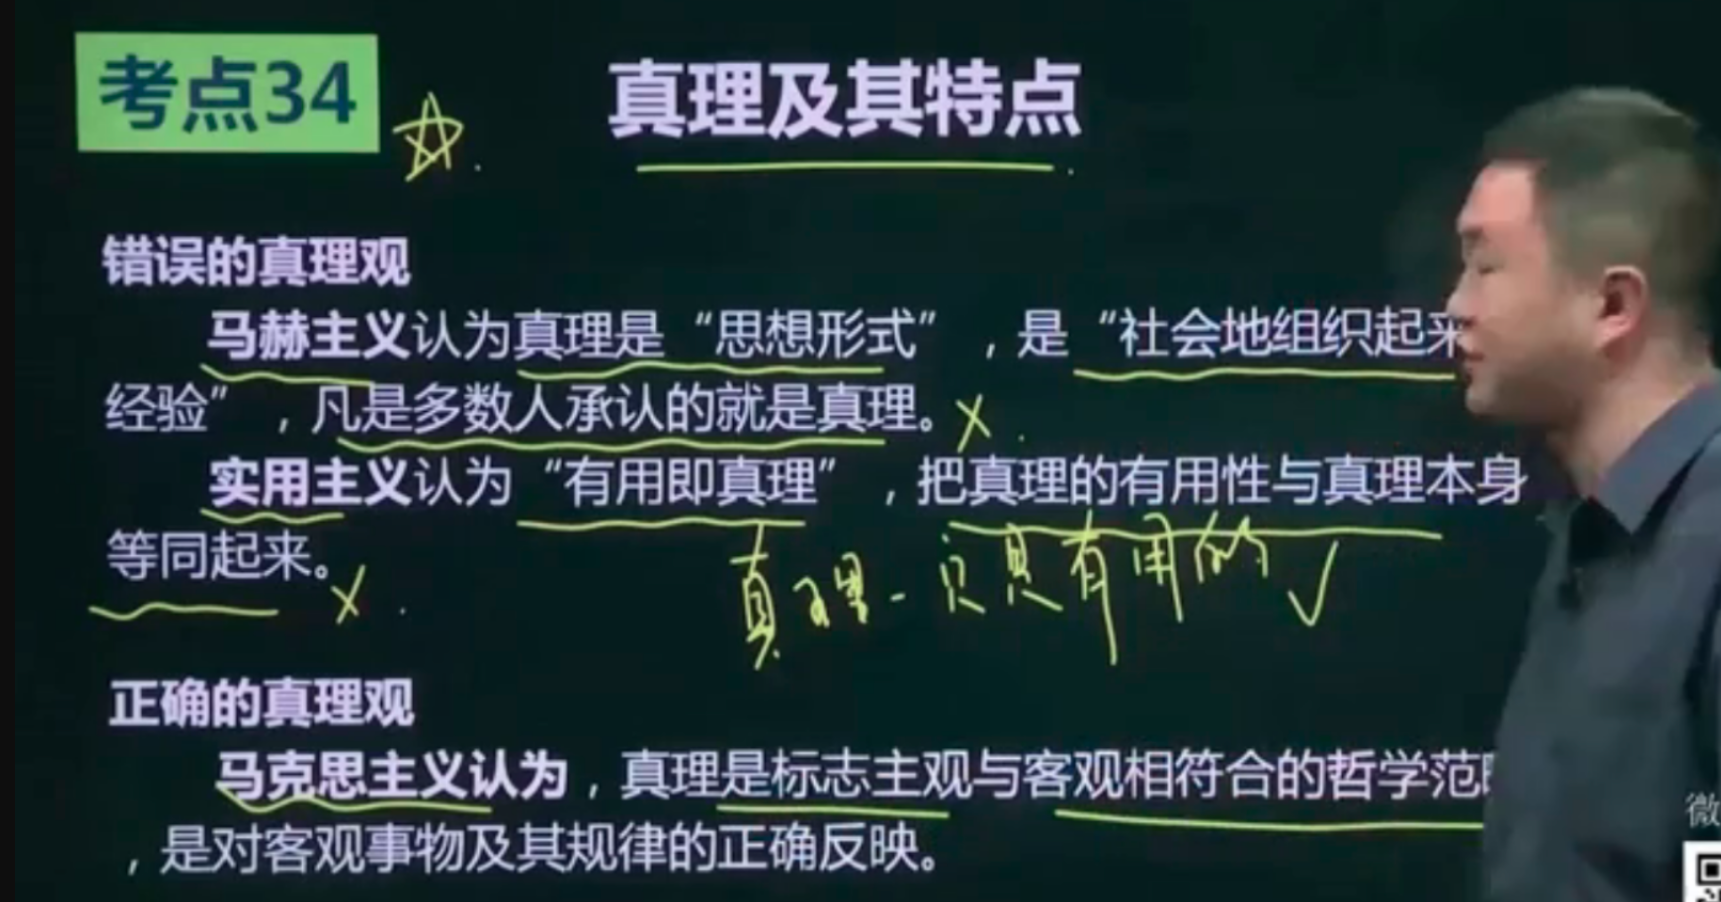 考点34
真理及其特点
错误的真理观
马赫主义认为真理是“思想形式”，是“社会地组织起来
经验”，凡是多数人承认的就是真理。
实用主义认为“有用即真理”，把真理的有用性与真理本身
等同起来。
真理
是有用的
正确的真理观
马克思主义认为，真理是标志主观与客观相符合的哲学范
，是对客观事物及其规律的正确反映。
微